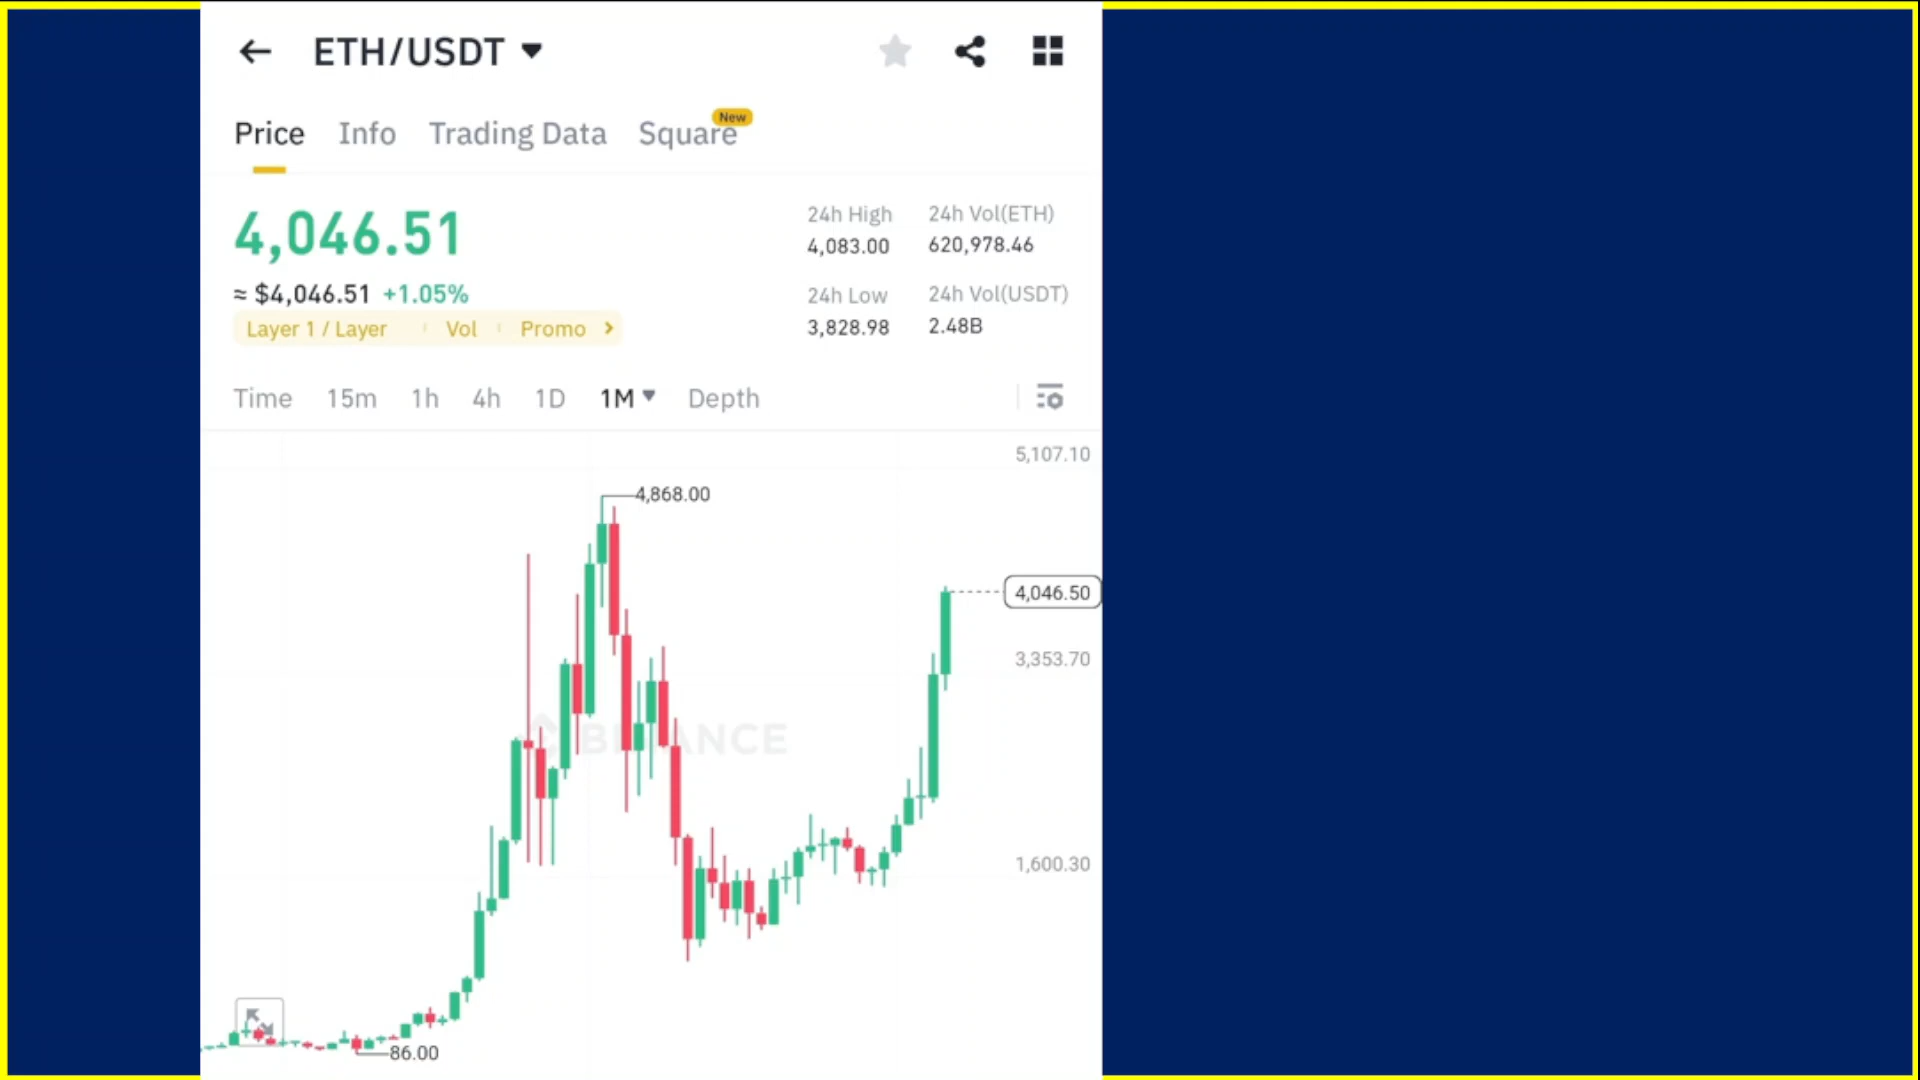 ETH/USDT
Price Info Trading Data Square New
4,046.51
≈ $4,046.51 +1.05%
Layer 1 / Layer Vol Promo
24h High 24h Vol(ETH)
4,083.00 620,978.46
24h Low 24h Vol(USDT)
3,828.98 2.48B
Time 15m 1h 4h 1D 1M Depth
5,107.10
4,868.00
4,046.50
3,353.70
BINANCE
1,600.30
86.00